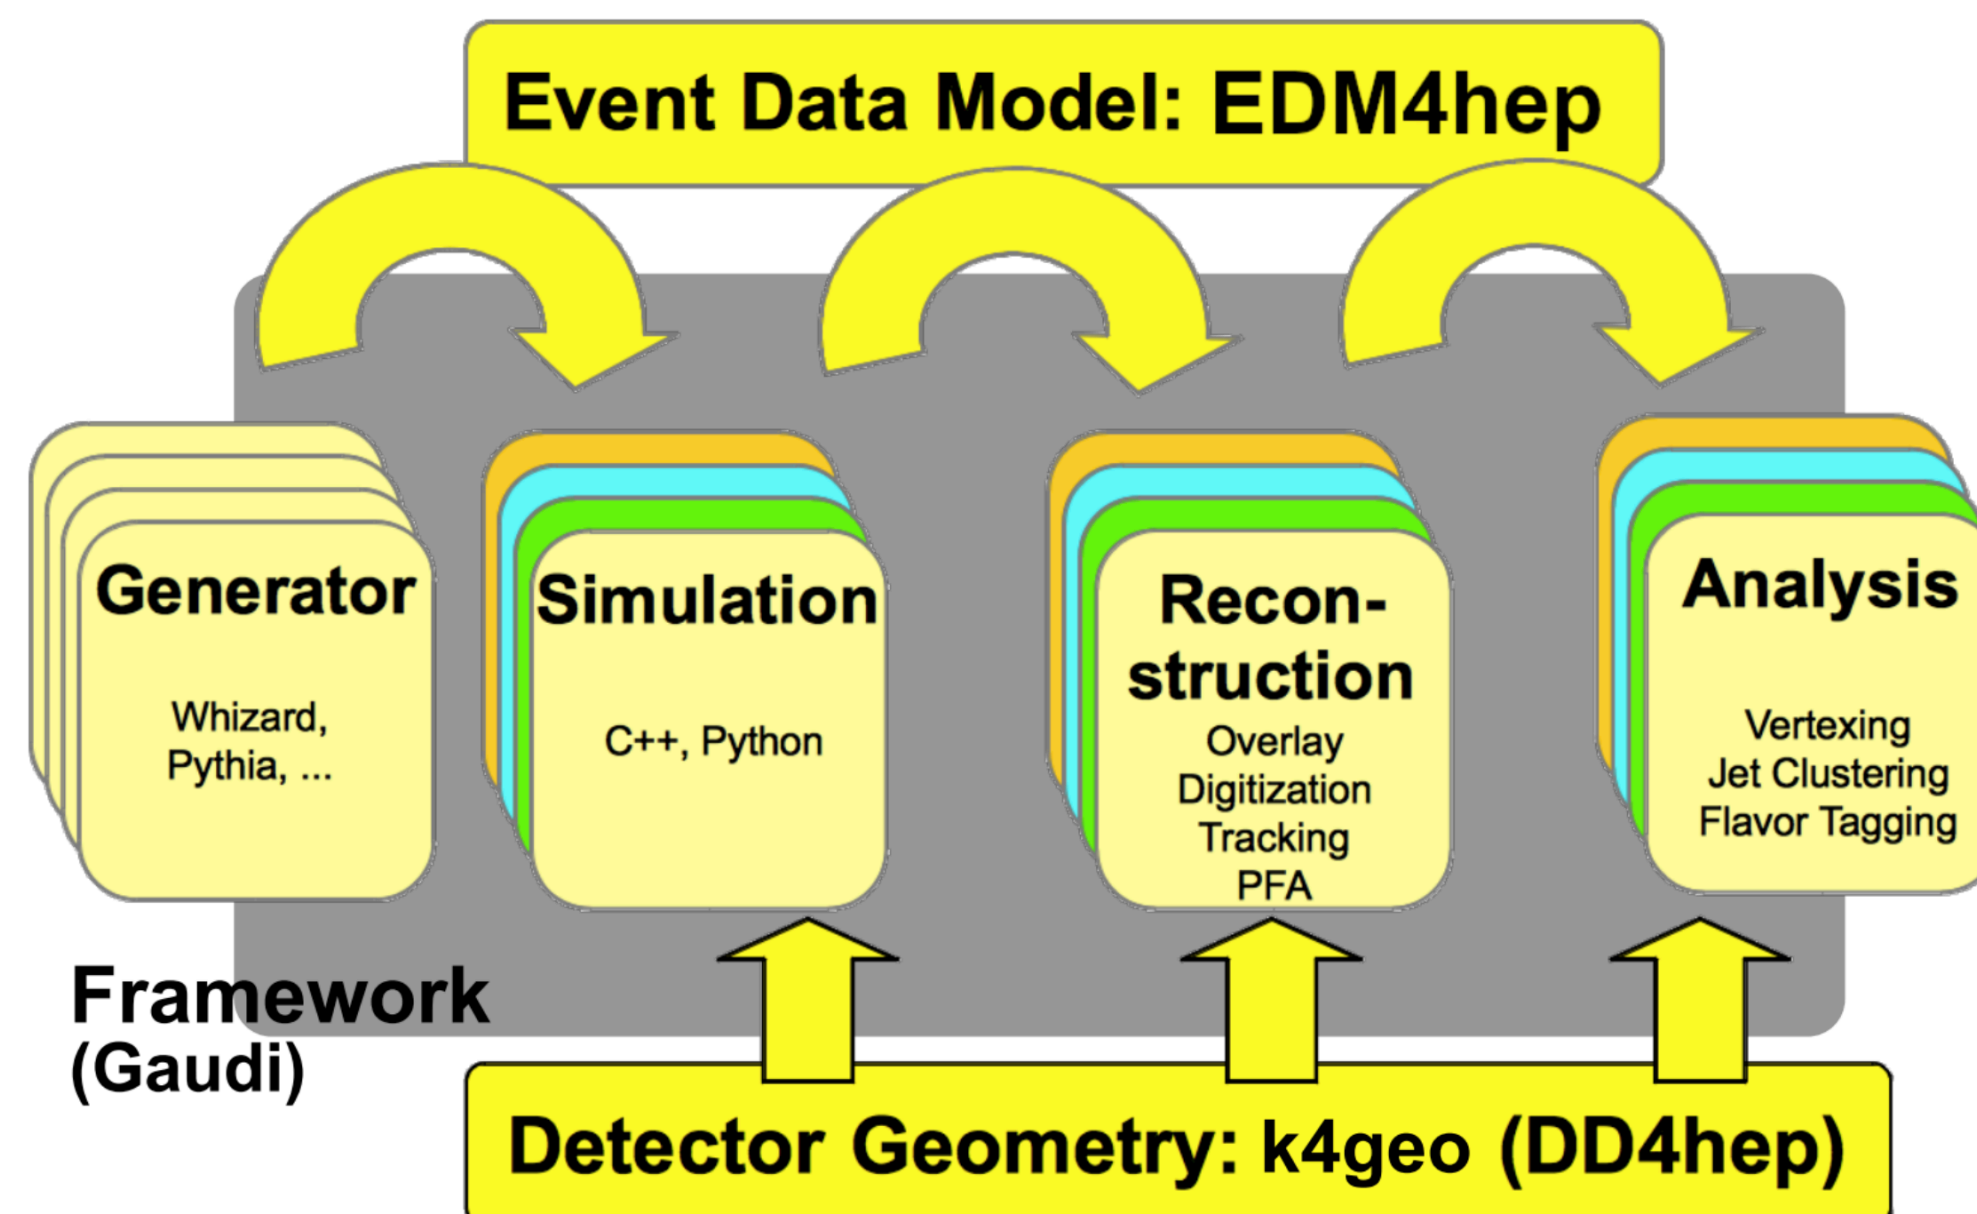 Event Data Model: EDM4hep
Generator
Whizard,
Pythia, ...
Simulation
C++, Python
Recon-
struction
Overlay
Digitization
Tracking
PFA
Analysis
Vertexing
Jet Clustering
Flavor Tagging
Framework
(Gaudi)
Detector Geometry: k4geo (DD4hep)